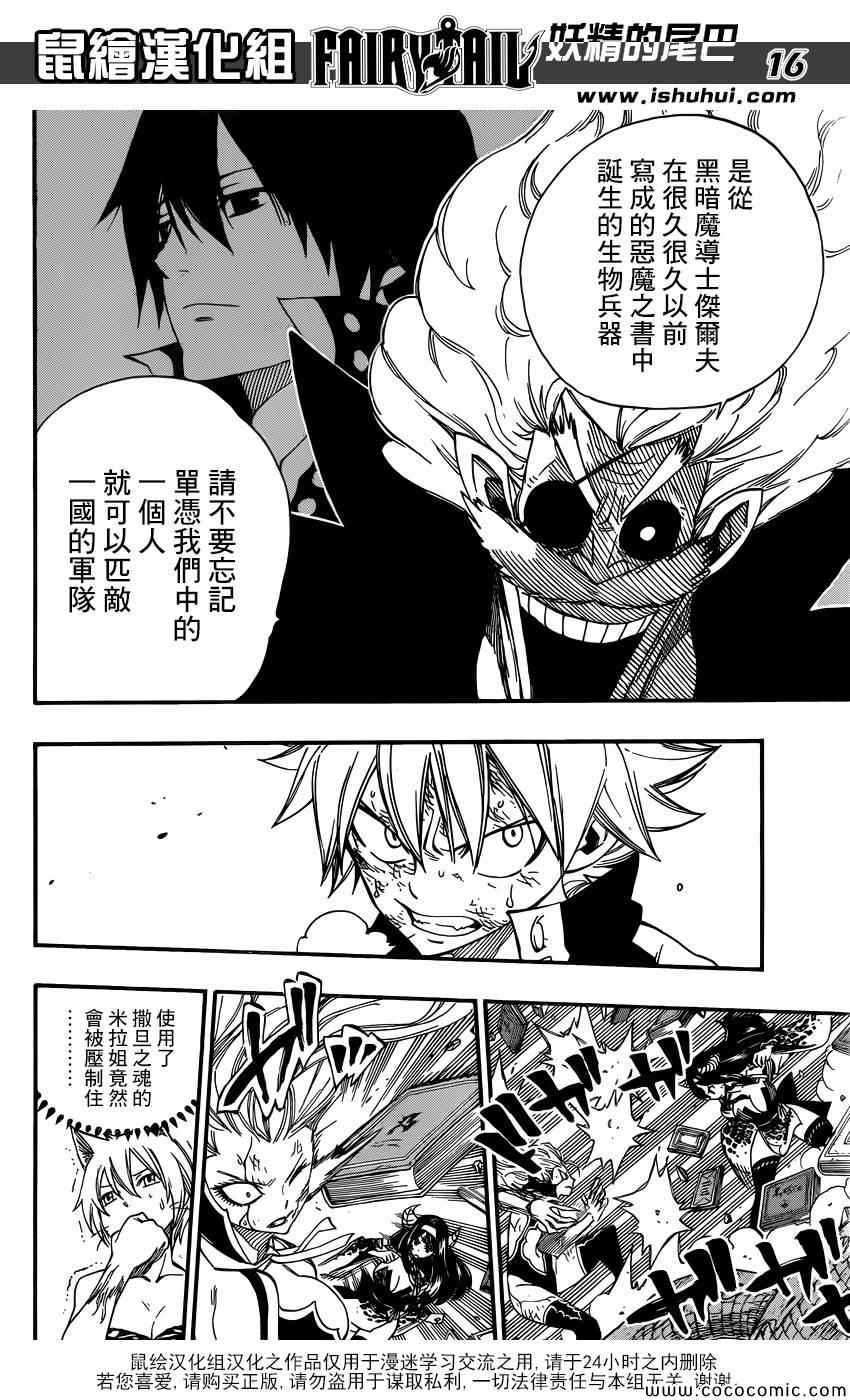 鼠繪漢化組
FAIRY TAIL
妖精的尾巴
16
www.ishuhui.com
是從
黑暗魔導士傑爾夫
在很久很久以前
寫成的惡魔之書中
誕生的生物兵器
請不要忘記
單憑我們中的
一個人
就可以匹敵
一國的軍隊
ガガガガ
ガガ
使用了
撒旦之魂的
米拉姐竟然
會被壓制住
…………
鼠绘汉化组汉化之作品仅用于漫迷学习交流之用, 请于24小时之内删除
若您喜爱, 请购买正版, 请勿用于谋取私利, 一切法律责任与本组无关, 谢谢.
www.cococomic.com